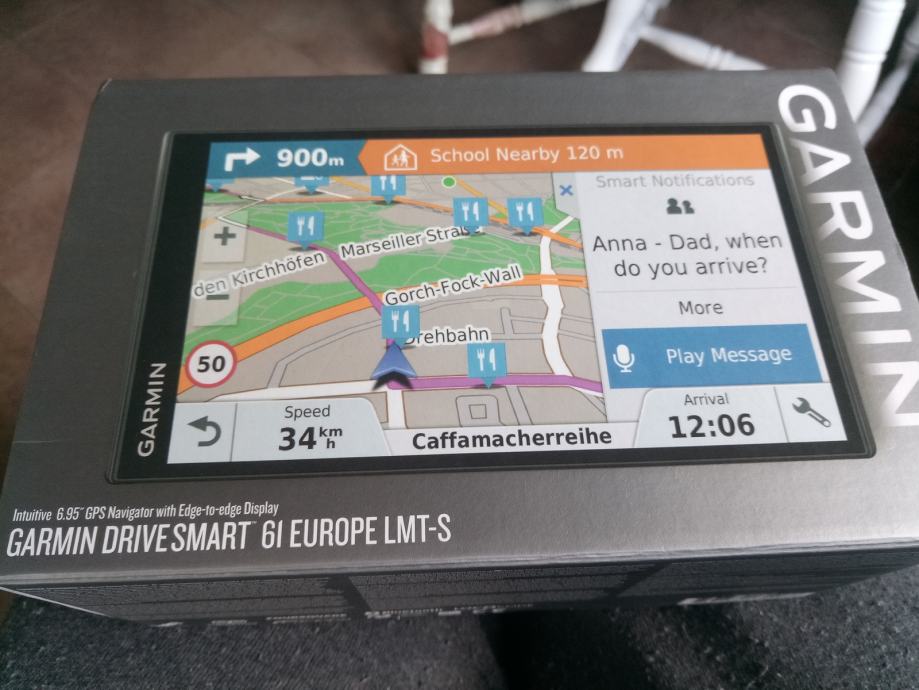 GARMIN
900m
School Nearby 120 m
Smart Notifications
Anna - Dad, when
do you arrive?
More
Play Message
den Kirchhöfen
Marseiller Straße
Gorch-Fock-Wall
Drehbahn
50
GARMIN
Speed
34 km
h
Caffamacherreihe
Arrival
12:06
Intuitive 6.95″ GPS Navigator with Edge-to-edge Display
GARMIN DRIVESMART™ 61 EUROPE LMT-S